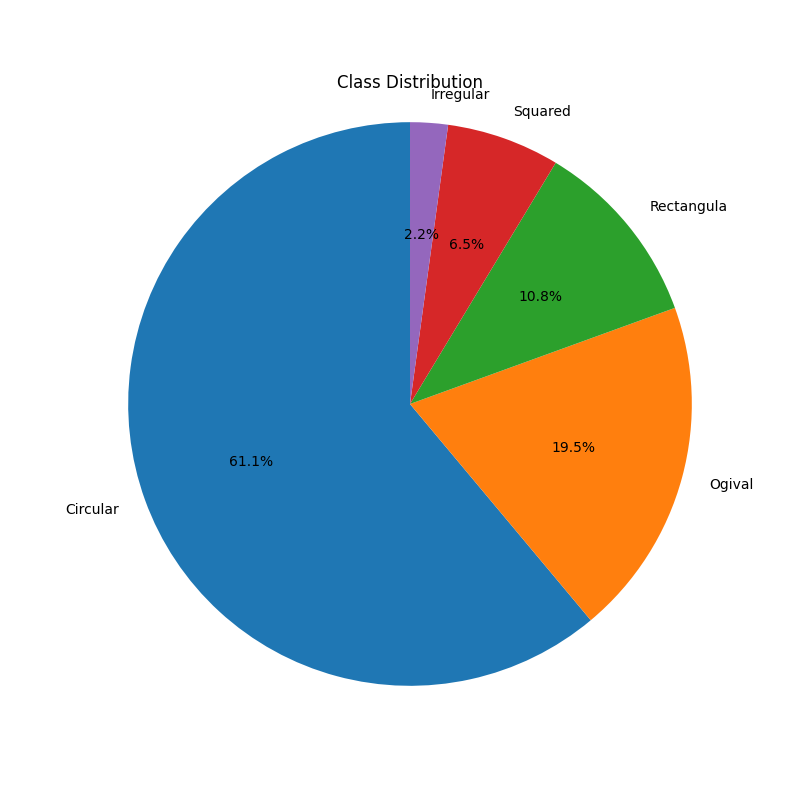 Class Distribution
Irregular
Squared
Rectangula
Ogival
Circular
2.2%
6.5%
10.8%
19.5%
61.1%